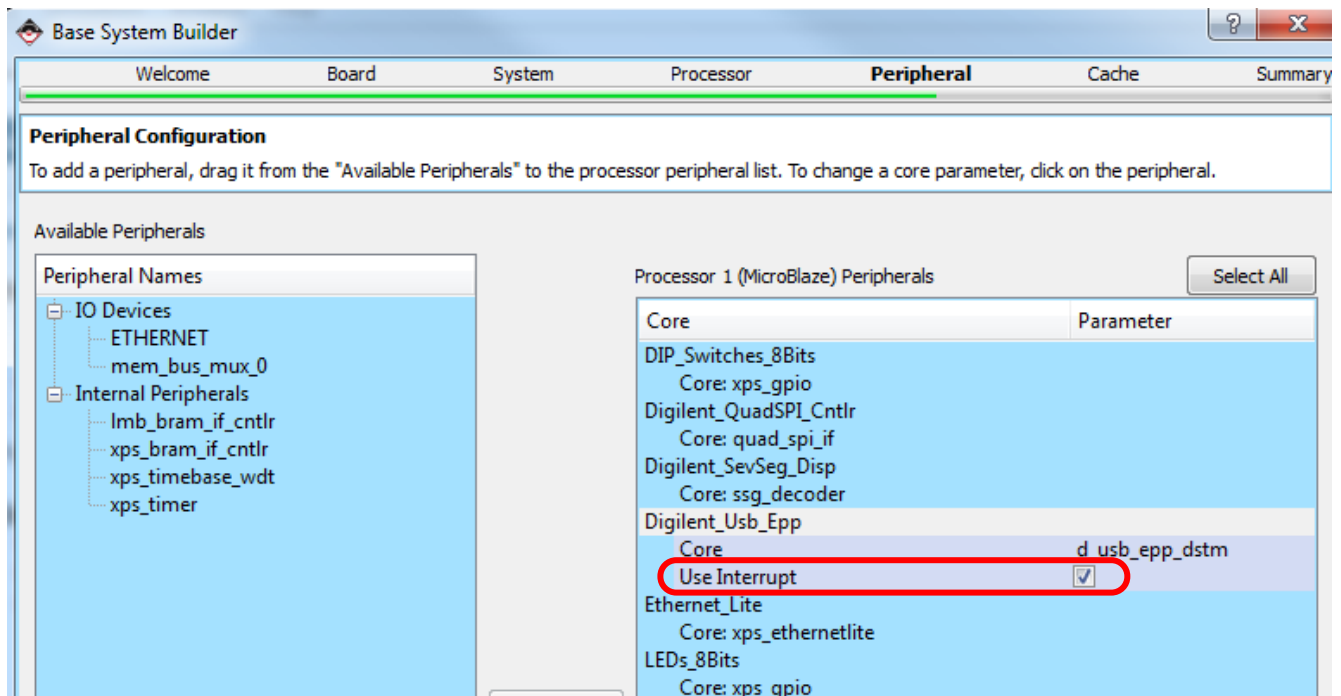 Base System Builder
Welcome Board System Processor Peripheral Cache Summary
Peripheral Configuration
To add a peripheral, drag it from the "Available Peripherals" to the processor peripheral list. To change a core parameter, click on the peripheral.
Available Peripherals
Peripheral Names
IO Devices
ETHERNET
mem_bus_mux_0
Internal Peripherals
lmb_bram_if_cntlr
xps_bram_if_cntlr
xps_timebase_wdt
xps_timer
Processor 1 (MicroBlaze) Peripherals
Select All
Core Parameter
DIP_Switches_8Bits
Core: xps_gpio
Digilent_QuadSPI_Cntlr
Core: quad_spi_if
Digilent_SevSeg_Disp
Core: ssg_decoder
Digilent_Usb_Epp
Core d_usb_epp_dstm
Use Interrupt
Ethernet_Lite
Core: xps_ethernetlite
LEDs_8Bits
Core: xps_gpio